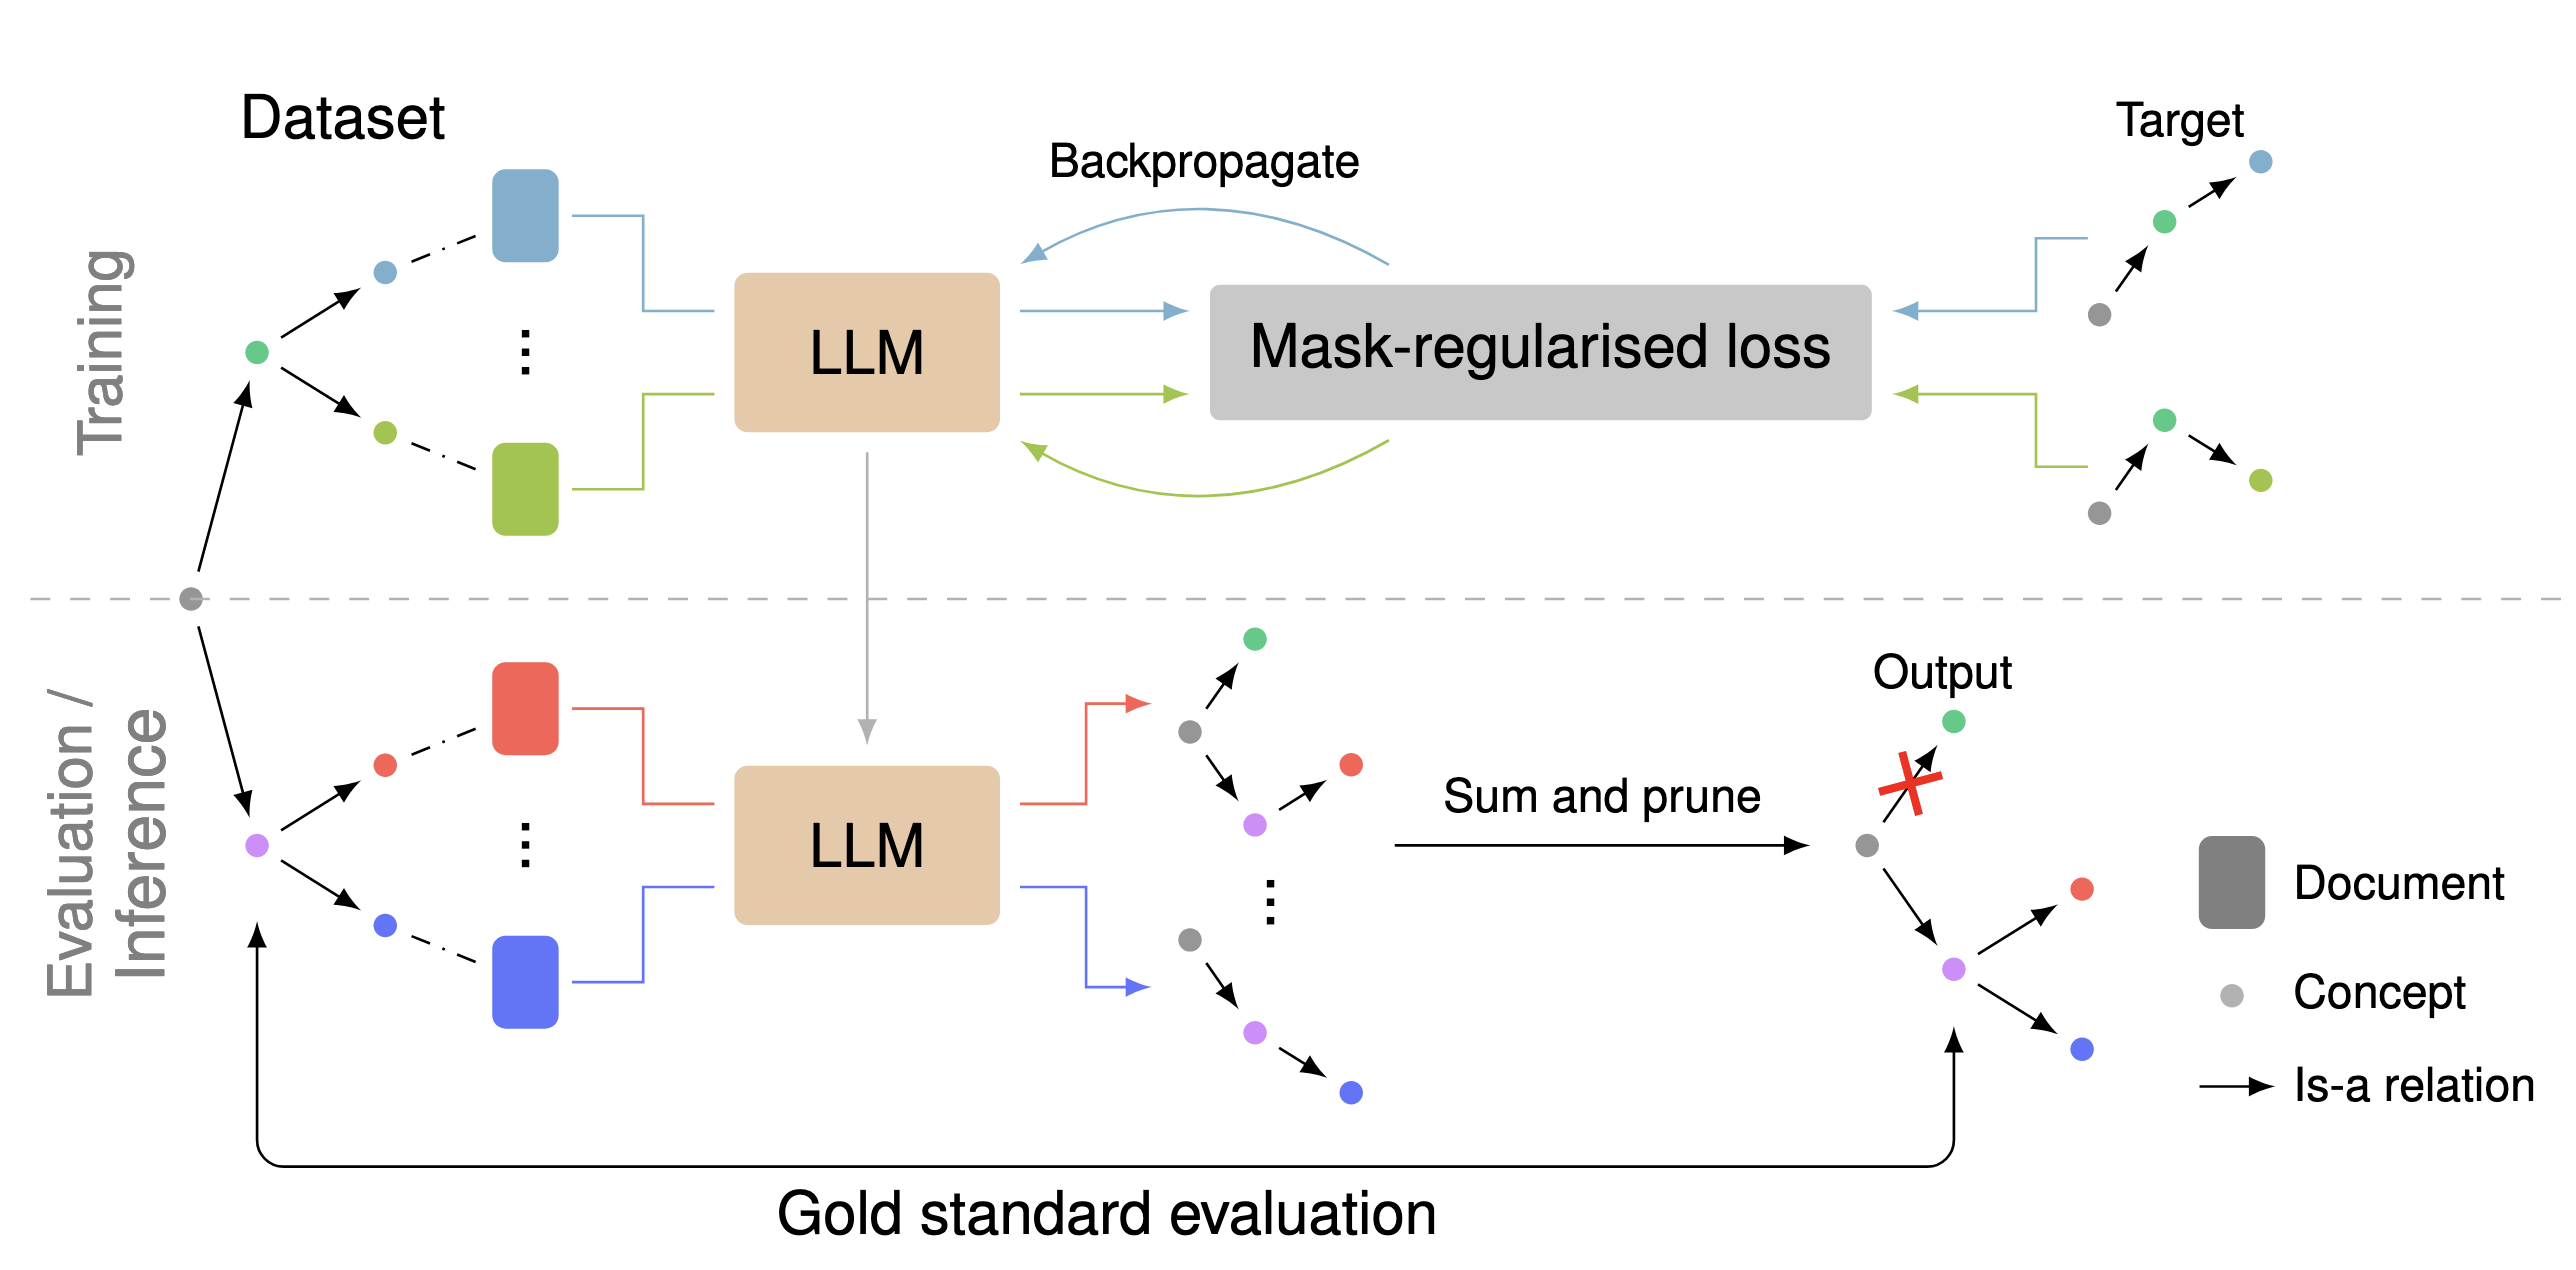 Dataset
Target
Backpropagate
Training
LLM
Mask-regularised loss
Evaluation /
Inference
Output
Sum and prune
LLM
Document
Concept
Is-a relation
Gold standard evaluation